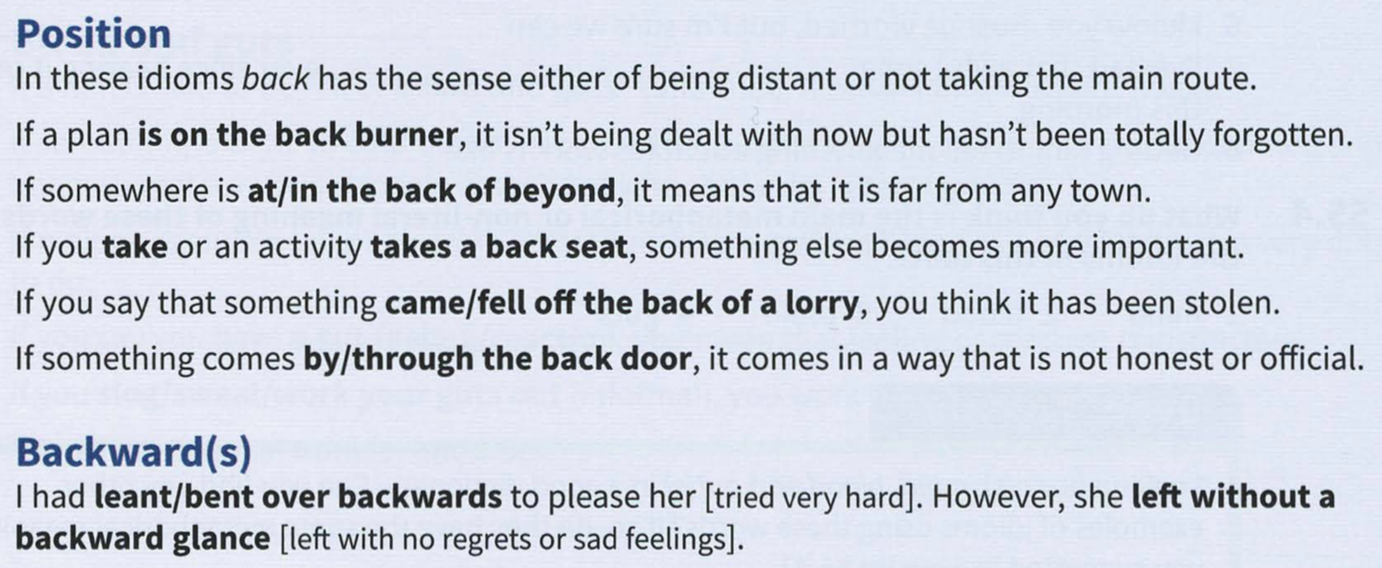 Position
In these idioms back has the sense either of being distant or not taking the main route.
If a plan is on the back burner, it isn't being dealt with now but hasn't been totally forgotten.
If somewhere is at/in the back of beyond, it means that it is far from any town.
If you take or an activity takes a back seat, something else becomes more important.
If you say that something came/fell off the back of a lorry, you think it has been stolen.
If something comes by/through the back door, it comes in a way that is not honest or official.
Backward(s)
I had leant/bent over backwards to please her [tried very hard]. However, she left without a
backward glance [left with no regrets or sad feelings].